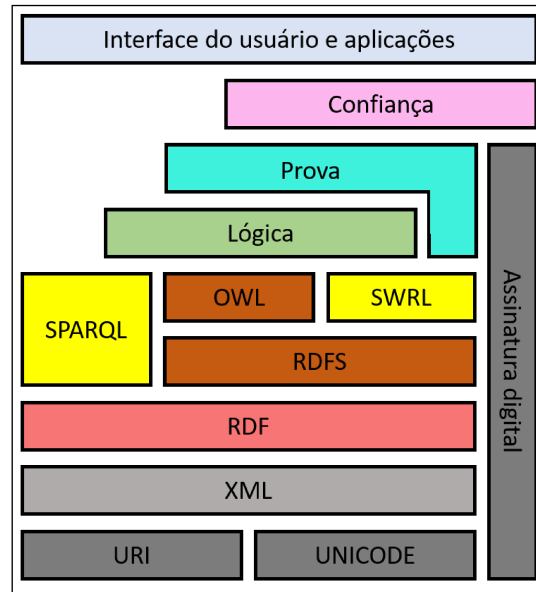 Interface do usuário e aplicações
Confiança
Prova
Lógica
OWL
SWRL
SPARQL
RDFS
RDF
XML
URI
UNICODE
Assinatura digital